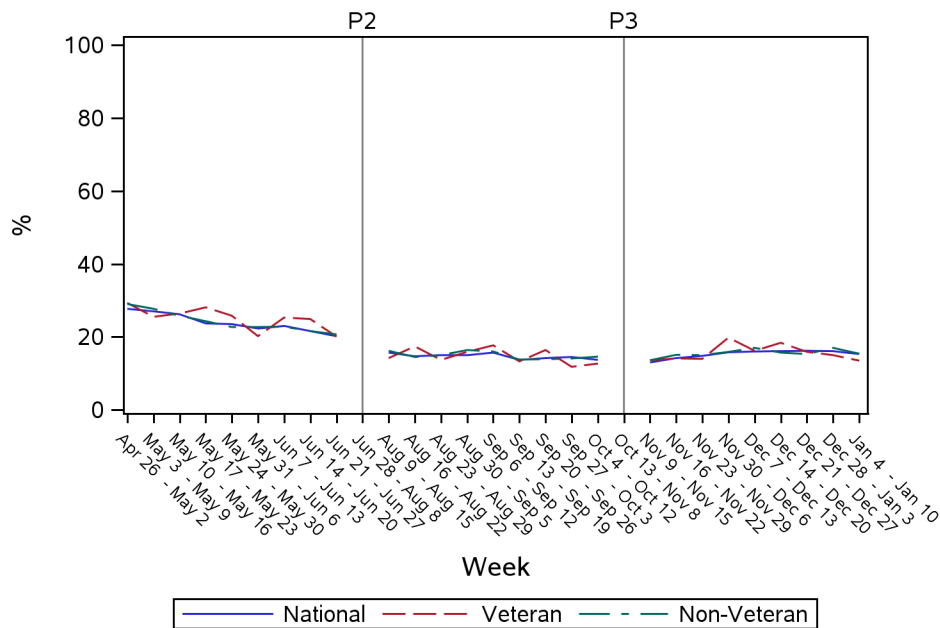 P2 P3
100
80
60
40
20
0
%
Apr 26 - May 2
May 3 - May 9
May 10 - May 16
May 17 - May 23
May 24 - May 30
May 31 - Jun 6
Jun 7 - Jun 13
Jun 14 - Jun 20
Jun 21 - Jun 27
Jun 28 - Aug 8
Aug 9 - Aug 15
Aug 16 - Aug 22
Aug 23 - Aug 29
Aug 30 - Sep 5
Sep 6 - Sep 12
Sep 13 - Sep 19
Sep 20 - Sep 26
Sep 27 - Oct 3
Oct 4 - Oct 12
Oct 13 - Nov 8
Nov 9 - Nov 15
Nov 16 - Nov 22
Nov 23 - Nov 29
Nov 30 - Dec 6
Dec 7 - Dec 13
Dec 14 - Dec 20
Dec 21 - Dec 27
Dec 28 - Jan 3
Jan 4 - Jan 10
Week
National Veteran Non-Veteran